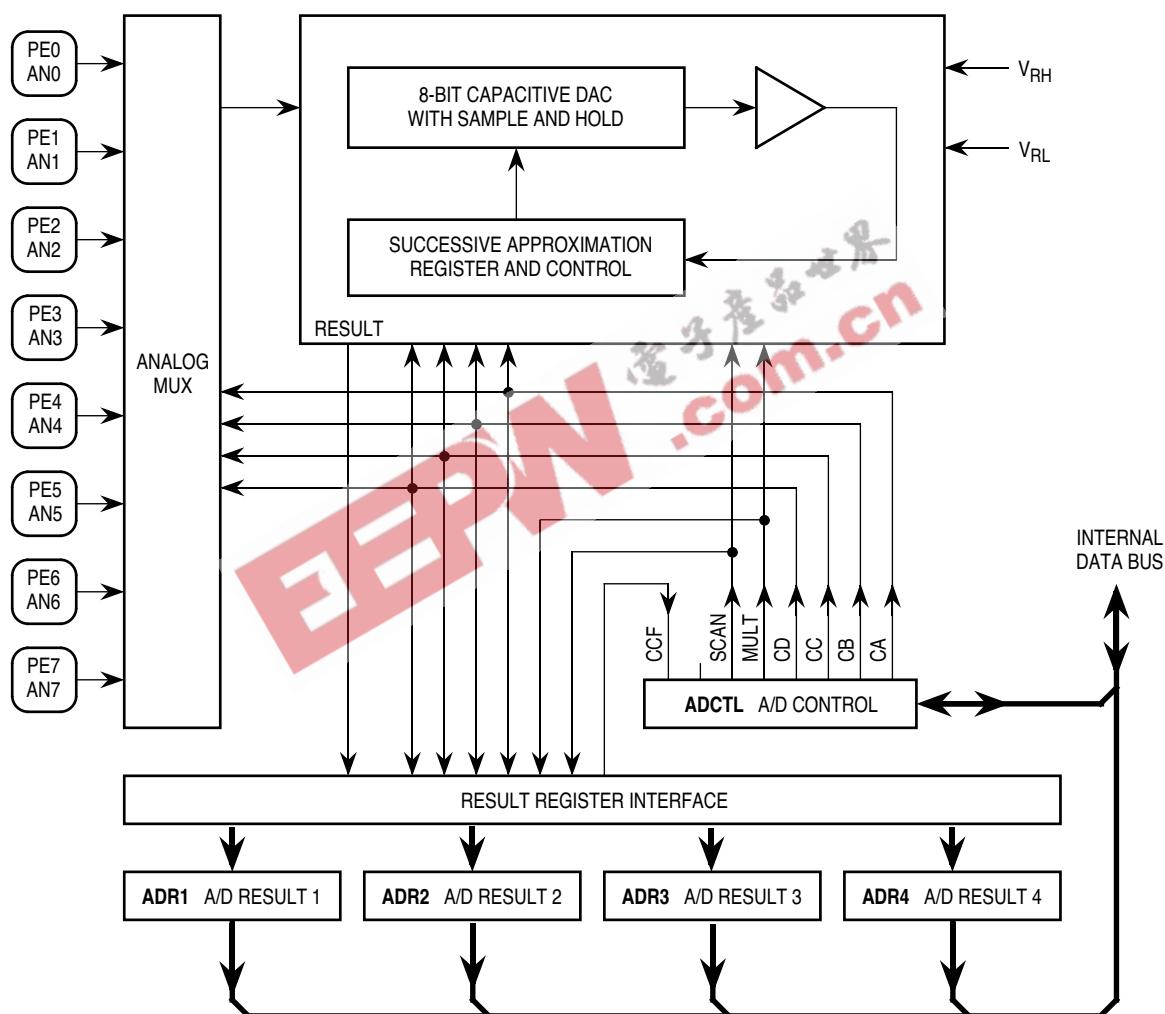 PE0
AN0
PE1
AN1
PE2
AN2
PE3
AN3
PE4
AN4
PE5
AN5
PE6
AN6
PE7
AN7
ANALOG
MUX
8-BIT CAPACITIVE DAC
WITH SAMPLE AND HOLD
SUCCESSIVE APPROXIMATION
REGISTER AND CONTROL
RESULT
VRH
VRL
EEPW
.com.cn
電子產品世界
INTERNAL
DATA BUS
CCF
SCAN
MULT
CD
CC
CB
CA
ADCTL A/D CONTROL
RESULT REGISTER INTERFACE
ADR1 A/D RESULT 1
ADR2 A/D RESULT 2
ADR3 A/D RESULT 3
ADR4 A/D RESULT 4